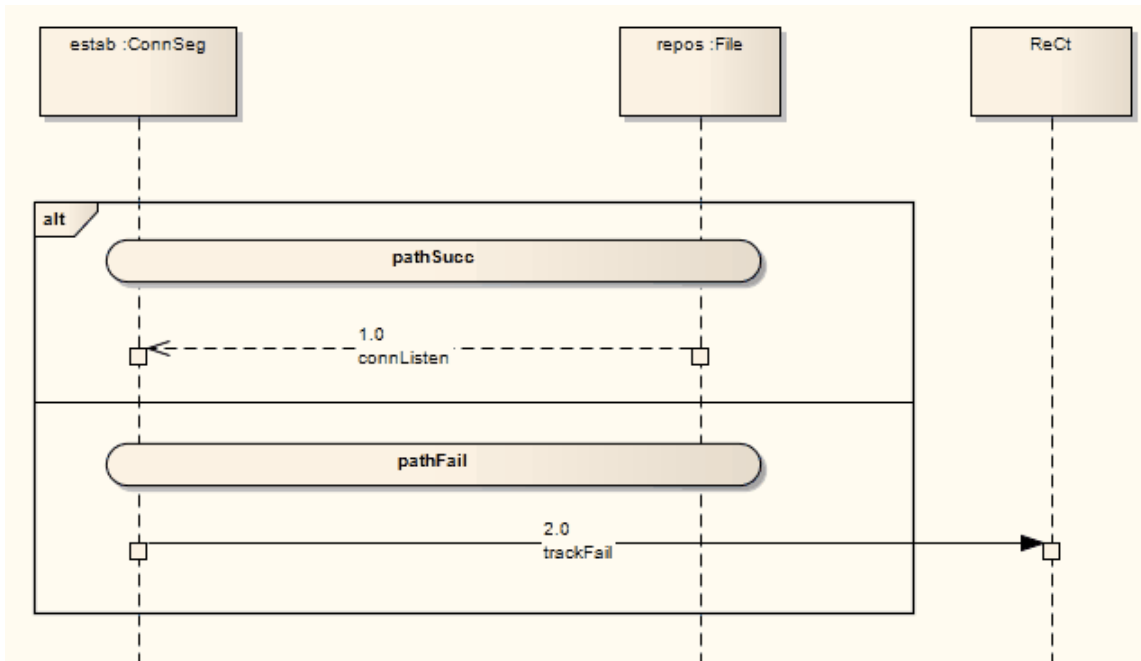 estab :ConnSeg
repos :File
ReCt
alt
pathSucc
1.0
connListen
pathFail
2.0
trackFail